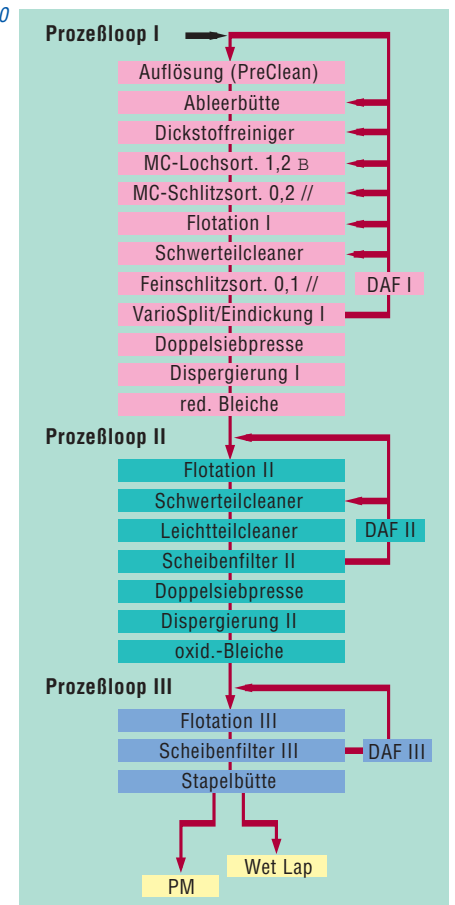 0
Prozeßloop I
Auflösung (PreClean)
Ableerbütte
Dickstoffreiniger
MC-Lochsort. 1,2 B
MC-Schlitzsort. 0,2 //
Flotation I
Schwerteilcleaner
Feinschlitzsort. 0,1 //
DAF I
VarioSplit/Eindickung I
Doppelsiebpresse
Dispergierung I
red. Bleiche
Prozeßloop II
Flotation II
Schwerteilcleaner
Leichtteilcleaner
DAF II
Scheibenfilter II
Doppelsiebpresse
Dispergierung II
oxid.-Bleiche
Prozeßloop III
Flotation III
Scheibenfilter III
DAF III
Stapelbütte
Wet Lap
PM